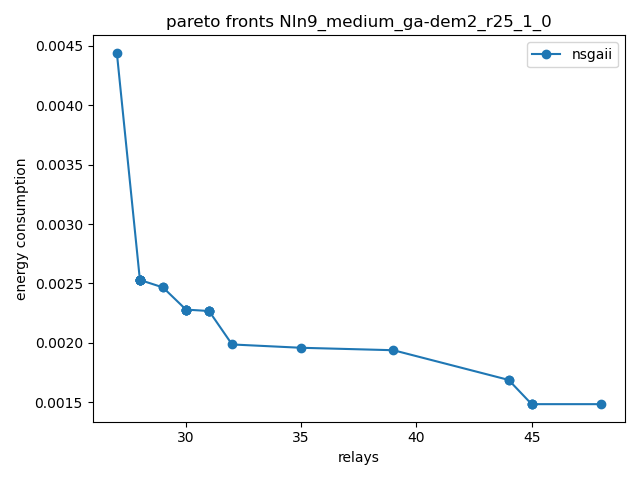 pareto fronts NIn9_medium_ga-dem2_r25_1_0
nsgaii
0.0045
0.0040
0.0035
0.0030
0.0025
0.0020
0.0015
energy consumption
30
35
40
45
relays